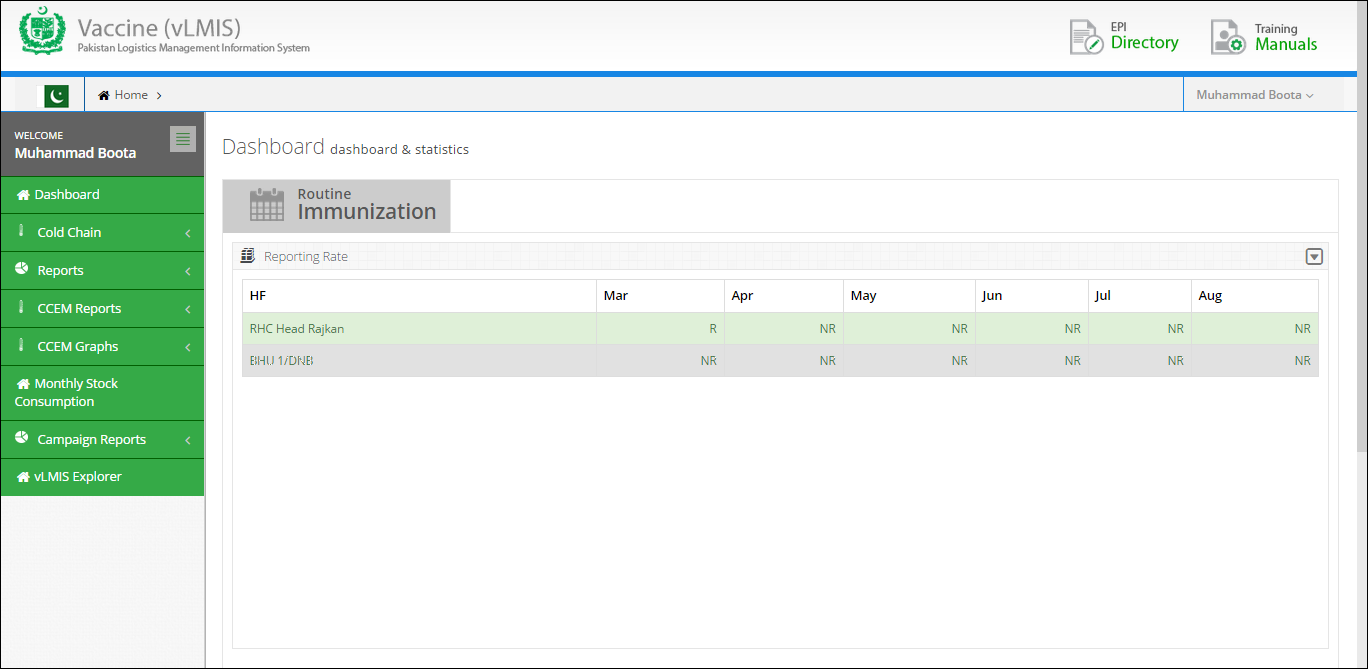 Vaccine (vLMIS)
Pakistan Logistics Management Information System
EPI
Directory
Training
Manuals
Home
Muhammad Boota
WELCOME
Muhammad Boota
Dashboard
Cold Chain
Reports
CCEM Reports
CCEM Graphs
Monthly Stock
Consumption
Campaign Reports
vLMIS Explorer
Dashboard dashboard & statistics
Routine
Immunization
Reporting Rate
HF Mar Apr May Jun Jul Aug
RHC Head Rajkan R NR NR NR NR NR
BHU 1/DNB NR NR NR NR NR NR